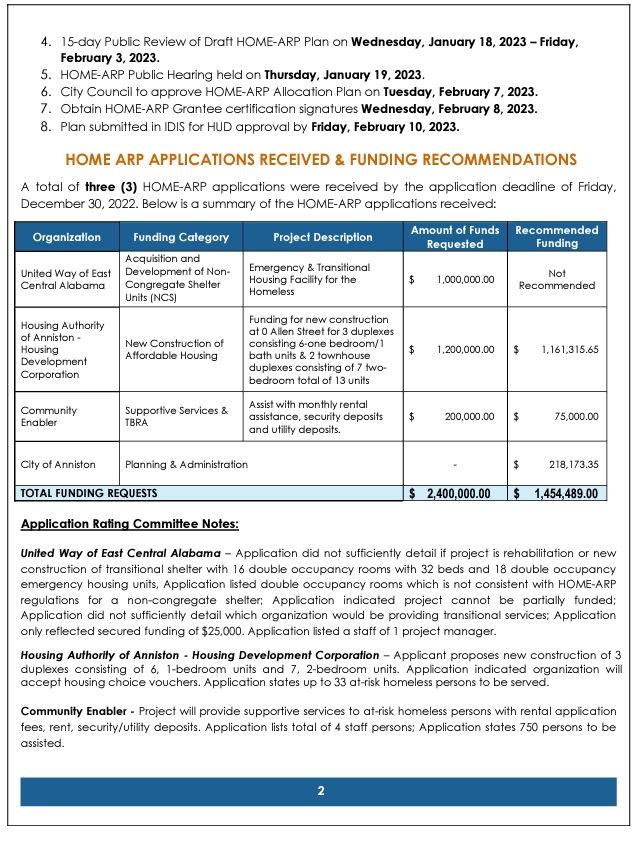 4. 15-day Public Review of Draft HOME-ARP Plan on Wednesday, January 18, 2023 – Friday,
February 3, 2023.
5. HOME-ARP Public Hearing held on Thursday, January 19, 2023.
6. City Council to approve HOME-ARP Allocation Plan on Tuesday, February 7, 2023.
7. Obtain HOME-ARP Grantee certification signatures Wednesday, February 8, 2023.
8. Plan submitted in IDIS for HUD approval by Friday, February 10, 2023.
HOME ARP APPLICATIONS RECEIVED & FUNDING RECOMMENDATIONS
A total of three (3) HOME-ARP applications were received by the application deadline of Friday,
December 30, 2022. Below is a summary of the HOME-ARP applications received:
Organization
Funding Category
Project Description
Amount of Funds
Requested
Recommended
Funding
United Way of East
Central Alabama
Acquisition and
Development of Non-
Congregate Shelter
Units (NCS)
Emergency & Transitional
Housing Facility for the
Homeless
$ 1,000,000.00
Not
Recommended
Housing Authority
of Anniston -
Housing
Development
Corporation
New Construction of
Affordable Housing
Funding for new construction
at 0 Allen Street for 3 duplexes
consisting 6-one bedroom/1
bath units & 2 townhouse
duplexes consisting of 7 two-
bedroom total of 13 units
$ 1,200,000.00
$ 1,161,315.65
Community
Enabler
Supportive Services &
TBRA
Assist with monthly rental
assistance, security deposits
and utility deposits.
$ 200,000.00
$ 75,000.00
City of Anniston
Planning & Administration
-
$ 218,173.35
TOTAL FUNDING REQUESTS
$ 2,400,000.00
$ 1,454,489.00
Application Rating Committee Notes:
United Way of East Central Alabama – Application did not sufficiently detail if project is rehabilitation or new
construction of transitional shelter with 16 double occupancy rooms with 32 beds and 18 double occupancy
emergency housing units, Application listed double occupancy rooms which is not consistent with HOME-ARP
regulations for a non-congregate shelter; Application indicated project cannot be partially funded;
Application did not sufficiently detail which organization would be providing transitional services; Application
only reflected secured funding of $25,000. Application listed a staff of 1 project manager.
Housing Authority of Anniston - Housing Development Corporation – Applicant proposes new construction of 3
duplexes consisting of 6, 1-bedroom units and 7, 2-bedroom units. Application indicated organization will
accept housing choice vouchers. Application states up to 33 at-risk homeless persons to be served.
Community Enabler - Project will provide supportive services to at-risk homeless persons with rental application
fees, rent, security/utility deposits. Application lists total of 4 staff persons; Application states 750 persons to be
assisted.
2